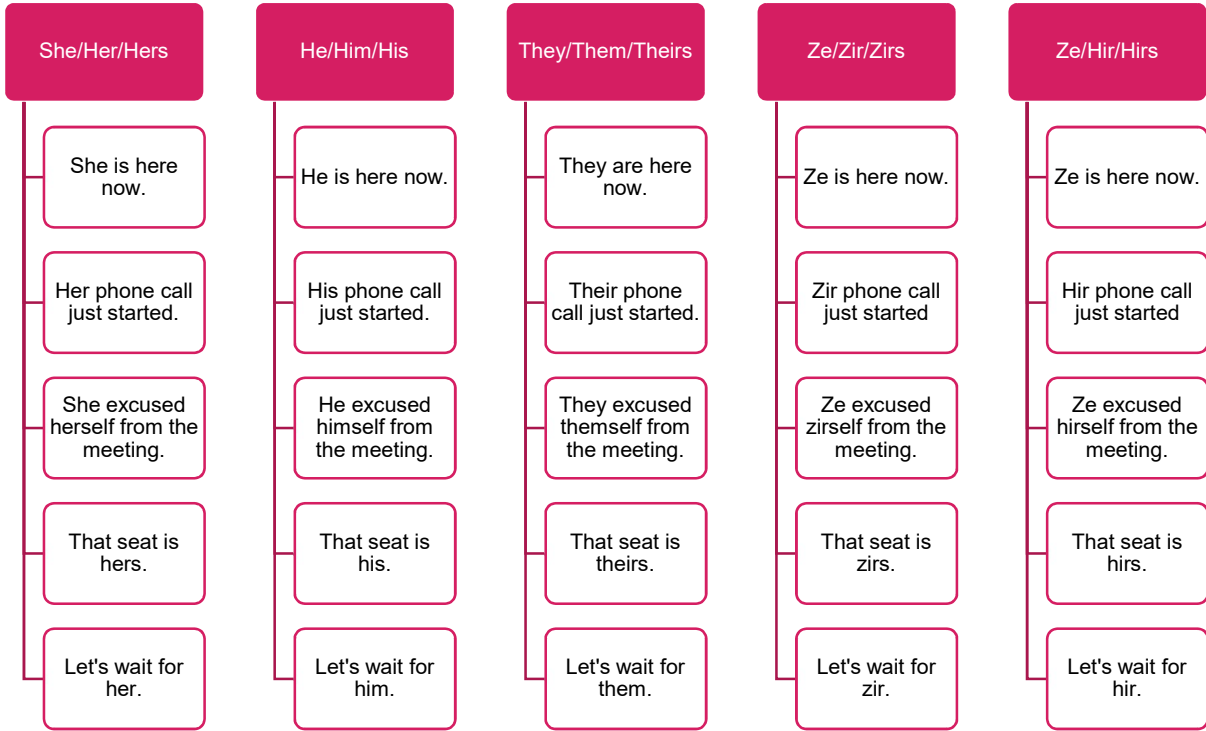 She/Her/Hers
She is here
now.
Her phone call
just started.
She excused
herself from the
meeting.
That seat is
hers.
Let's wait for
her.
He/Him/His
He is here now.
His phone call
just started.
He excused
himself from
the meeting.
That seat is
his.
Let's wait for
him.
They/Them/Theirs
They are here
now.
Their phone
call just started.
They excused
themself from
the meeting.
That seat is
theirs.
Let's wait for
them.
Ze/Zir/Zirs
Ze is here now.
Zir phone call
just started
Ze excused
zirself from the
meeting.
That seat is
zirs.
Let's wait for
zir.
Ze/Hir/Hirs
Ze is here now.
Hir phone call
just started
Ze excused
hirself from the
meeting.
That seat is
hirs.
Let's wait for
hir.